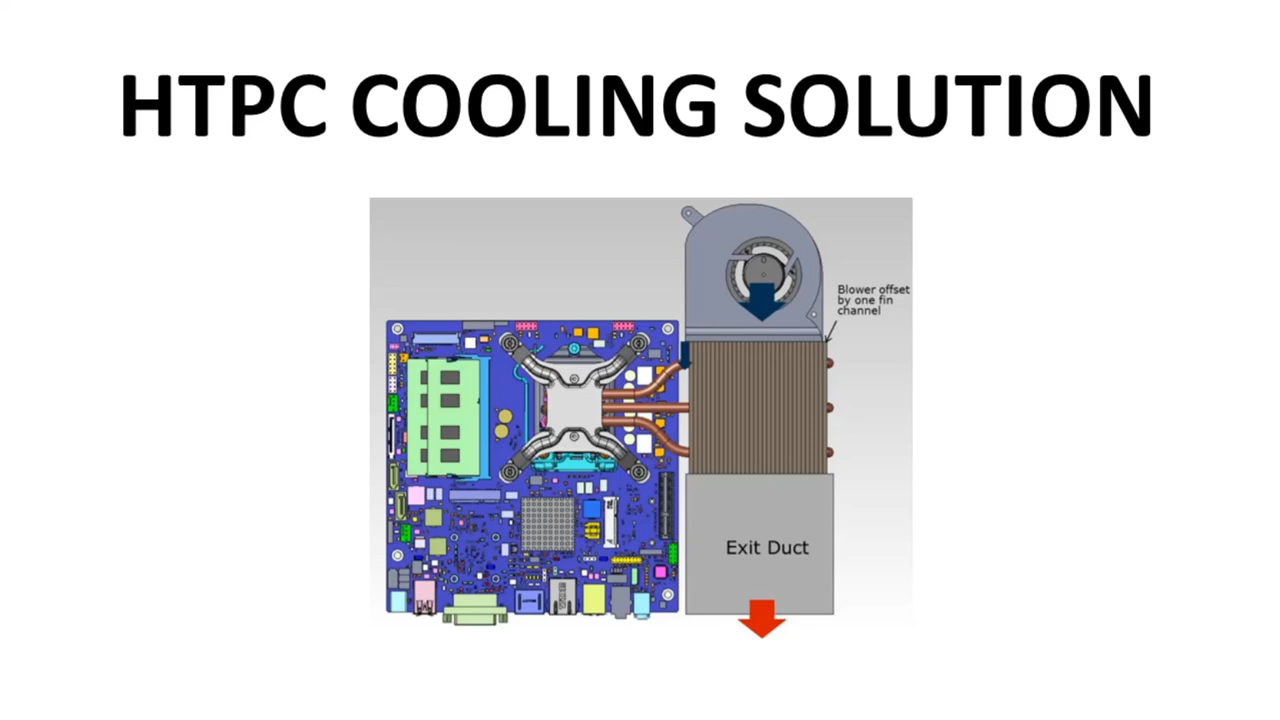 HTPC COOLING SOLUTION
Blower offset
by one fin
channel
Exit Duct